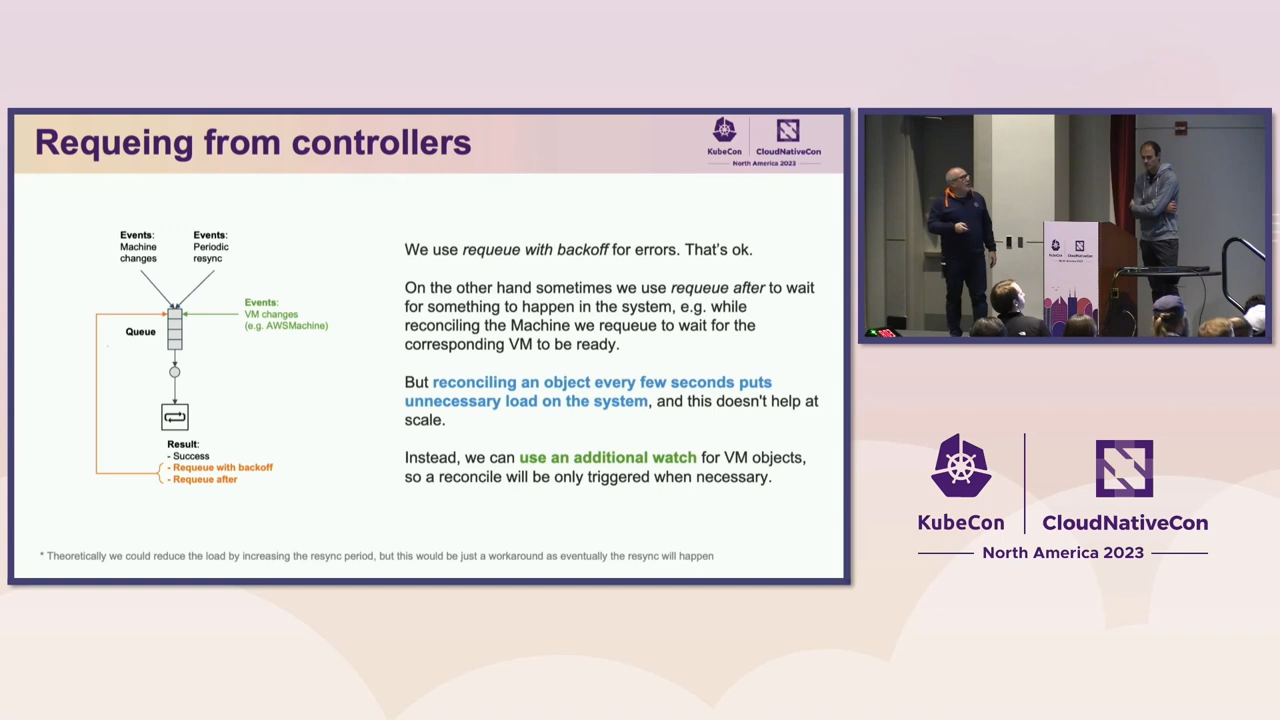 Requeing from controllers
KubeCon
CloudNativeCon
North America 2023
Events:
Machine
changes
Events:
Periodic
resync
Events:
VM changes
(e.g. AWSMachine)
Queue
Result:
- Success
- Requeue with backoff
- Requeue after
We use requeue with backoff for errors. That's ok.
On the other hand sometimes we use requeue after to wait
for something to happen in the system, e.g. while
reconciling the Machine we requeue to wait for the
corresponding VM to be ready.
But reconciling an object every few seconds puts
unnecessary load on the system, and this doesn't help at
scale.
Instead, we can use an additional watch for VM objects,
so a reconcile will be only triggered when necessary.
* Theoretically we could reduce the load by increasing the resync period, but this would be just a workaround as eventually the resync will happen
KubeCon
CloudNativeCon
North America 2023